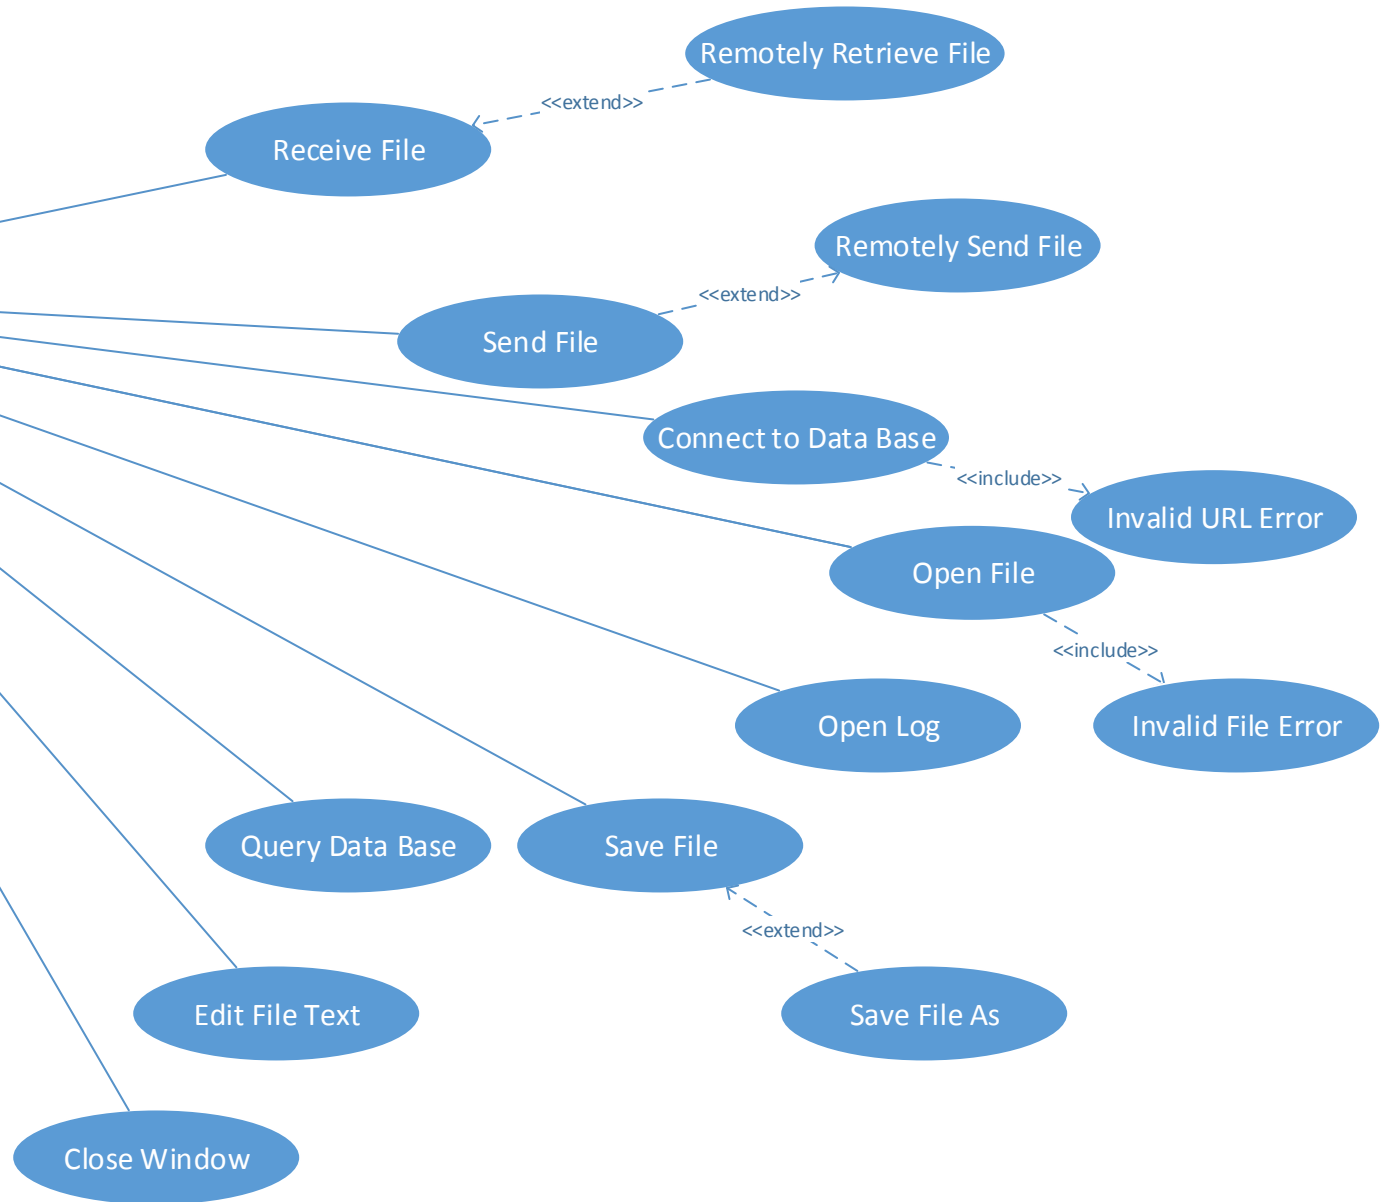 Remotely Retrieve File
<<extend>>
Receive File
Remotely Send File
<<extend>>
Send File
Connect to Data Base
<<include>>
Invalid URL Error
Open File
<<include>>
Open Log
Invalid File Error
Query Data Base
Save File
<<extend>>
Edit File Text
Save File As
Close Window